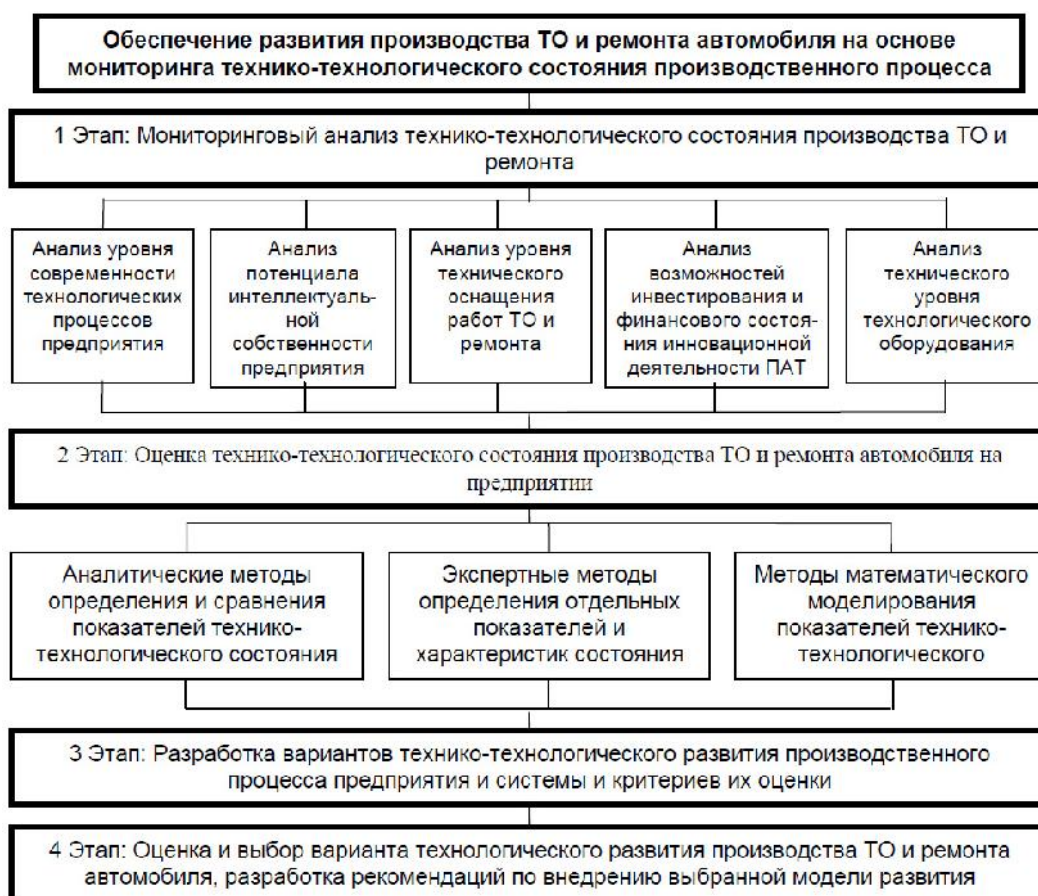 Обеспечение развития производства ТО и ремонта автомобиля на основе
мониторинга технико-технологического состояния производственного процесса
1 Этап: Мониторинговый анализ технико-технологического состояния производства ТО и
ремонта
Анализ уровня
современности
технологических
процессов
предприятия
Анализ
потенциала
интеллектуаль-
ной
собственности
предприятия
Анализ уровня
технического
оснащения
работ ТО и
ремонта
Анализ
возможностей
инвестирования и
финансового состоя-
ния инновационной
деятельности ПАТ
Анализ
технического
уровня
технологического
оборудования
2 Этап: Оценка технико-технологического состояния производства ТО и ремонта автомобиля на
предприятии
Аналитические методы
определения и сравнения
показателей технико-
технологического состояния
Экспертные методы
определения отдельных
показателей и
характеристик состояния
Методы математического
моделирования
показателей технико-
технологического
3 Этап: Разработка вариантов технико-технологического развития производственного
процесса предприятия и системы и критериев их оценки
4 Этап: Оценка и выбор варианта технологического развития производства ТО и ремонта
автомобиля, разработка рекомендаций по внедрению выбранной модели развития